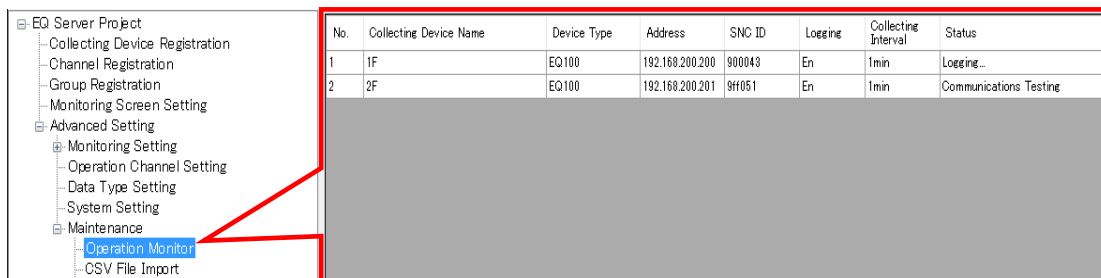 EQ Server Project
Collecting Device Registration
Channel Registration
Group Registration
Monitoring Screen Setting
Advanced Setting
Monitoring Setting
Operation Channel Setting
Data Type Setting
System Setting
Maintenance
Operation Monitor
CSV File Import
No. Collecting Device Name Device Type Address SNC ID Logging Collecting Interval Status
1 1F EQ100 192.168.200.200 900043 En 1min Logging...
2 2F EQ100 192.168.200.201 9ff051 En 1min Communications Testing